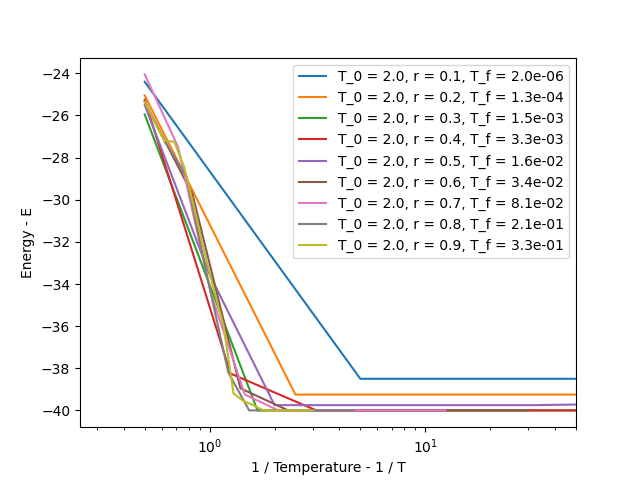 −24
−26
−28
−30
−32
−34
−36
−38
−40
Energy - E
T_0 = 2.0, r = 0.1, T_f = 2.0e-06
T_0 = 2.0, r = 0.2, T_f = 1.3e-04
T_0 = 2.0, r = 0.3, T_f = 1.5e-03
T_0 = 2.0, r = 0.4, T_f = 3.3e-03
T_0 = 2.0, r = 0.5, T_f = 1.6e-02
T_0 = 2.0, r = 0.6, T_f = 3.4e-02
T_0 = 2.0, r = 0.7, T_f = 8.1e-02
T_0 = 2.0, r = 0.8, T_f = 2.1e-01
T_0 = 2.0, r = 0.9, T_f = 3.3e-01
10⁰ 10¹
1 / Temperature - 1 / T